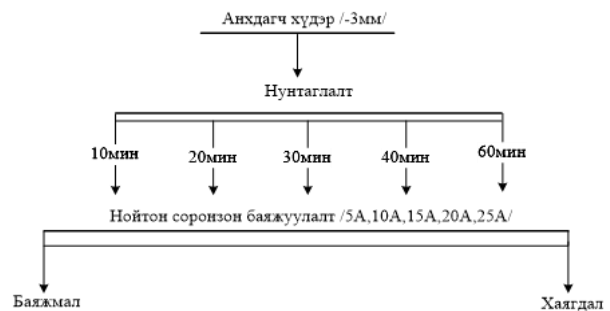 Анхдагч хүдэр /-3мм/
Нунтаглалт
10мин 20мин 30мин 40мин 60мин
Нойтон соронзон баяжуулалт /5А,10А,15А,20А,25А/
Баяжмал Хаягдал